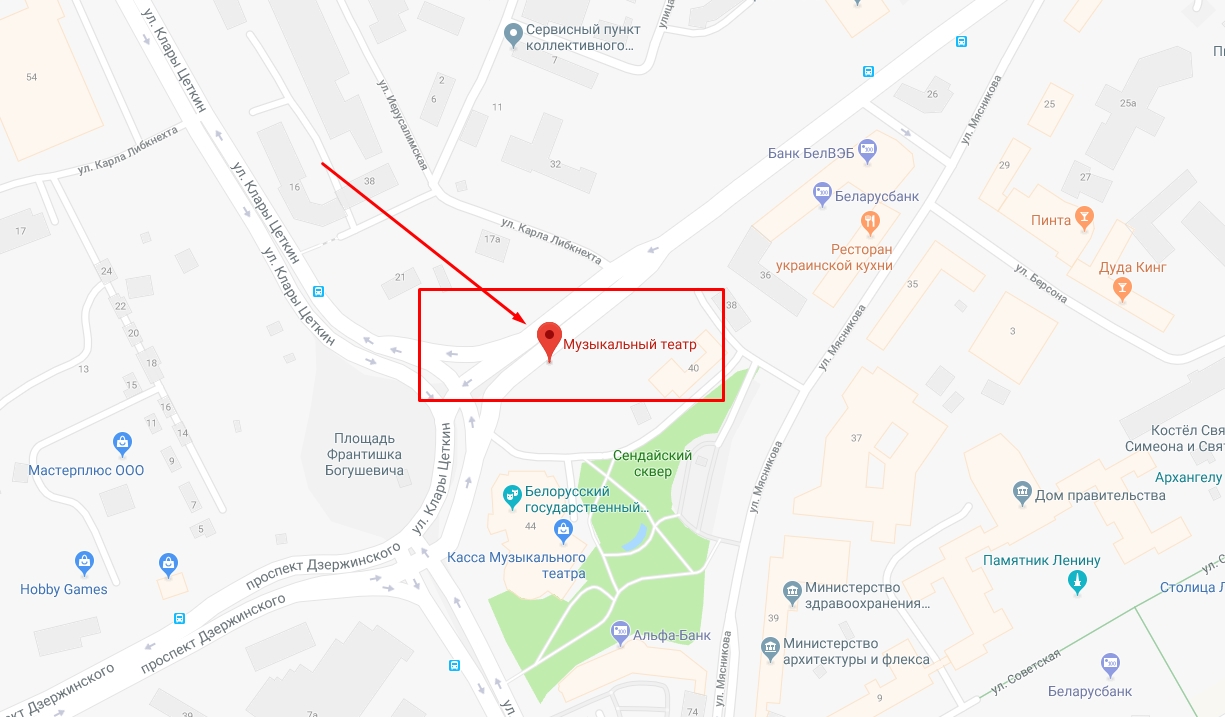 ул. Клары Цеткин
54
Сервисный пункт
коллективного...
7
улица
2
6
11
ул. Иерусалимская
ул. Карла Либкнехта
16
38
32
26
Банк БелВЭБ
Беларусбанк
Ресторан
украинской кухни
ул. Мясникова
25
25а
29
27
Пинта
Дуда Кинг
ул. Берсона
ул. Клары Цеткин
ул. Клары Цеткин
17
24
22
20
13
15
16
11
14
9
7
5
17а
ул. Карла Либкнехта
21
36
38
35
3
Музыкальный театр
40
ул. Мясникова
Площадь
Франтишка
Богушевича
ул. Клары Цеткин
Сендайский
сквер
37
Костёл Свя
Симеона и Свят
Архангелу
Мастерплюс ООО
Белорусский
государственный...
44
Касса Музыкального
театра
ул. Мясникова
Дом правительства
Памятник Ленину
Столица Л
Hobby Games
проспект Дзержинского
проспект Дзержинского
Министерство
здравоохранения...
39
Альфа-Банк
Министерство
архитектуры и флекса
ул. Советская
Беларусбанк
9
7а
74
ул. Мясникова